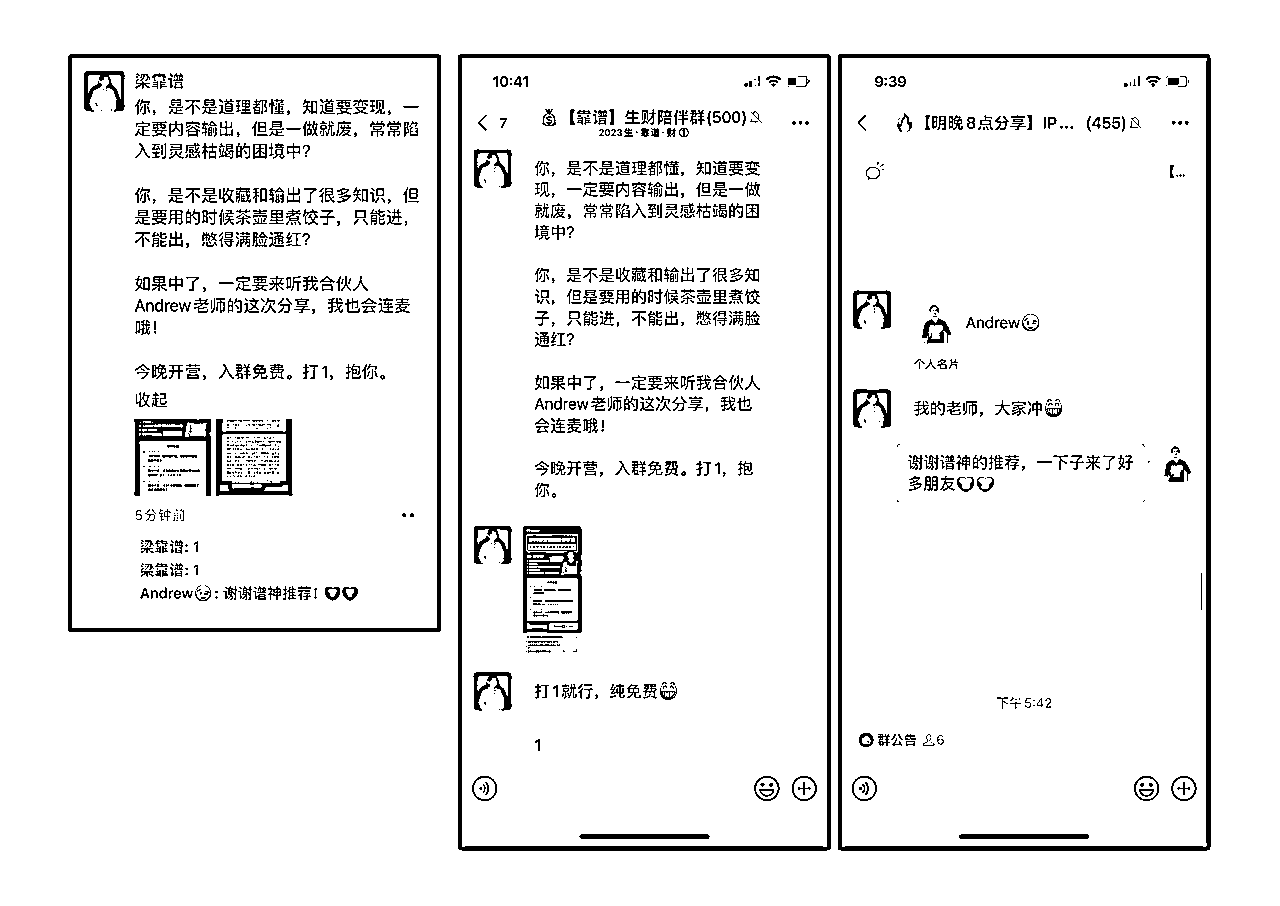 梁靠谱
你，是不是道理都懂，知道要变现，一
定要内容输出，但是一做就废，常常陷
入到灵感枯竭的困境中？
你，是不是收藏和输出了很多知识，但
是要用的时候茶壶里煮饺子，只能进，
不能出，憋得满脸通红？
如果中了，一定要来听我合伙人
Andrew老师的这次分享，我也会连麦
哦！
今晚开营，入群免费。打1，抱你。
收起
5分钟前
梁靠谱: 1
梁靠谱: 1
Andrew😉: 谢谢谱神推荐！
10:41
7
💰【靠谱】生财陪伴群(500)
2023生·靠道·财①
你，是不是道理都懂，知道要变
现，一定要内容输出，但是一做
就废，常常陷入到灵感枯竭的困
境中？
你，是不是收藏和输出了很多知
识，但是要用的时候茶壶里煮饺
子，只能进，不能出，憋得满脸
通红？
如果中了，一定要来听我合伙人
Andrew老师的这次分享，我也
会连麦哦！
今晚开营，入群免费。打1，抱
你。
打1就行，纯免费😁
1
9:39
🔥【明晚8点分享】IP... (455)
【...
Andrew😉
个人名片
我的老师，大家冲😁
谢谢谱神的推荐，一下子来了好
多朋友
下午5:42
群公告 6